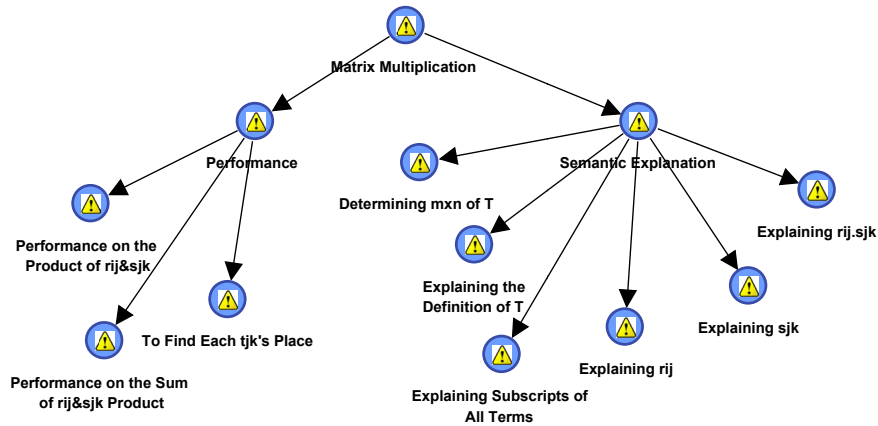 Matrix Multiplication
Performance
Semantic Explanation
Determining mxn of T
Explaining rij.sjk
Performance on the
Product of rij&sjk
Explaining the
Definition of T
Explaining sjk
To Find Each tjk's Place
Explaining rij
Performance on the Sum
of rij&sjk Product
Explaining Subscripts of
All Terms